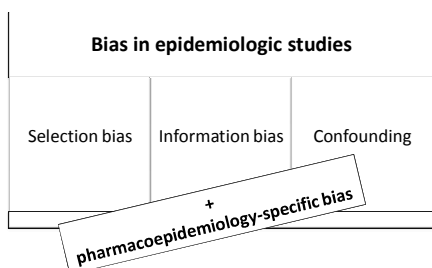 Bias in epidemiologic studies
Selection bias
Information bias
Confounding
+
pharmacoepidemiology-specific bias